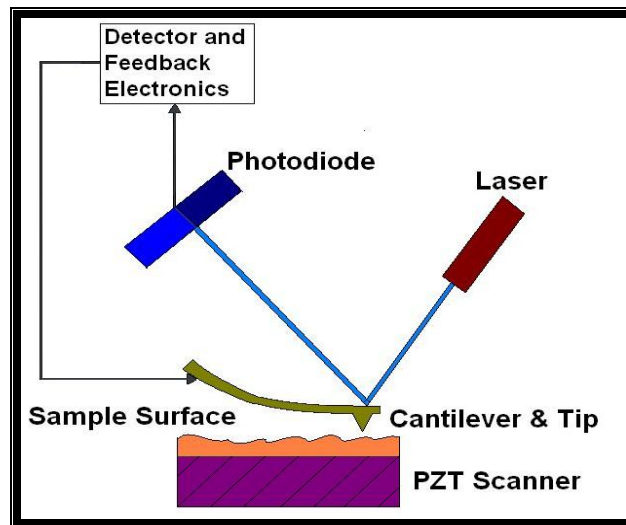 Detector and
Feedback
Electronics
Photodiode
Laser
Sample Surface
Cantilever & Tip
PZT Scanner